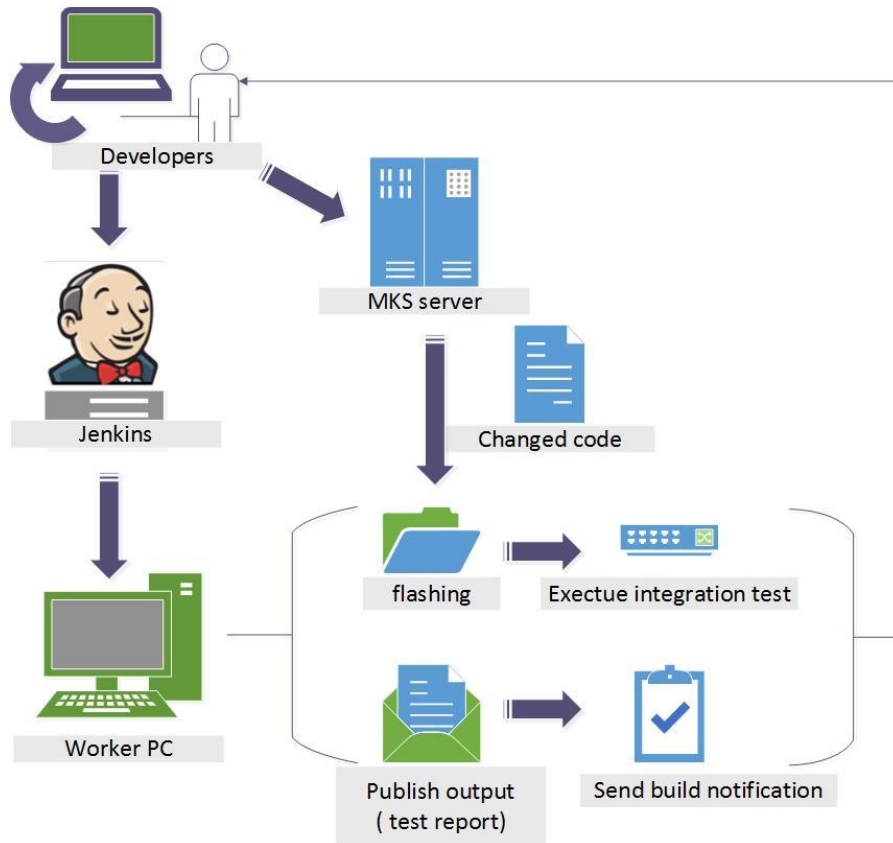 Developers
MKS server
Jenkins
Changed code
flashing
Exectue integration test
Worker PC
Publish output
( test report)
Send build notification